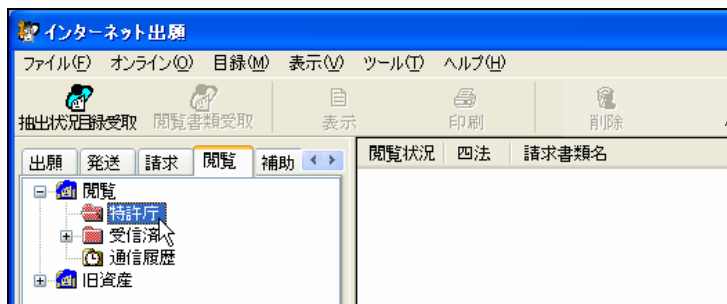 インターネット出願
ファイル(F) オンライン(O) 目録(M) 表示(V) ツール(T) ヘルプ(H)
抽出状況目録受取 閲覧書類受取 表示 印刷 削除
出願 発送 請求 閲覧 補助
閲覧状況 四法 請求書類名
閲覧
特許庁
受信済
通信履歴
旧資産